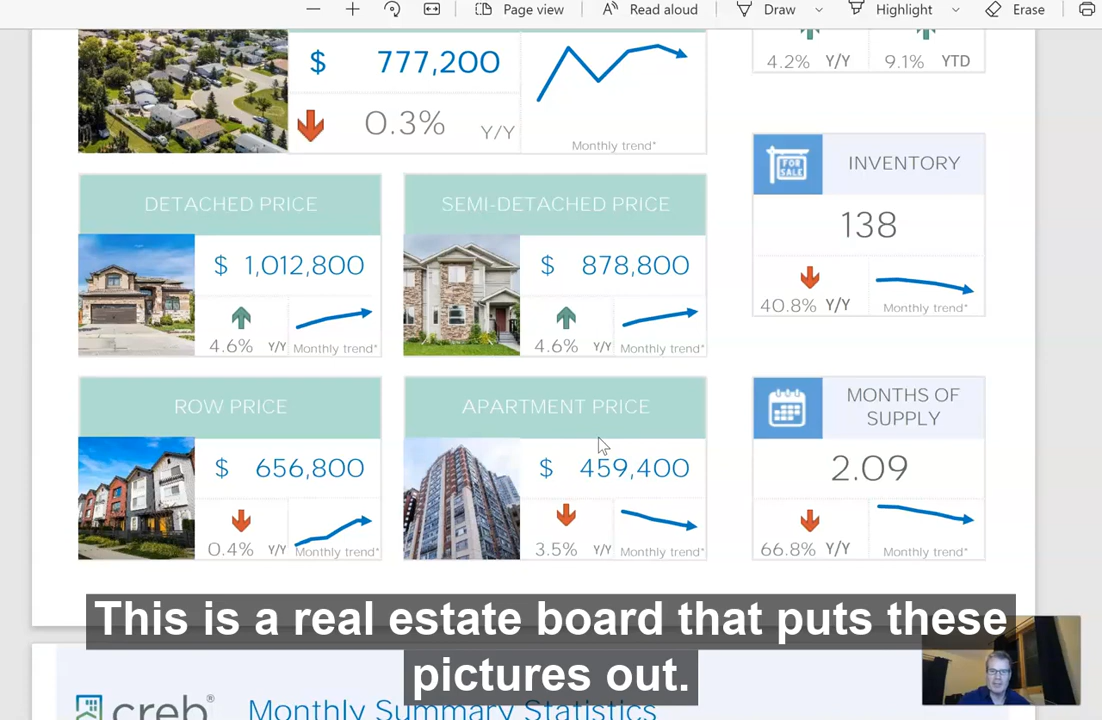 Page view
Read aloud
Draw
Highlight
Erase
$ 777,200
0.3% Y/Y
Monthly trend*
4.2% Y/Y
9.1% YTD
DETACHED PRICE
$ 1,012,800
4.6% Y/Y
Monthly trend*
SEMI-DETACHED PRICE
$ 878,800
4.6% Y/Y
Monthly trend*
FOR
SALE
INVENTORY
138
40.8% Y/Y
Monthly trend*
ROW PRICE
$ 656,800
0.4% Y/Y
Monthly trend*
APARTMENT PRICE
$ 459,400
3.5% Y/Y
Monthly trend*
MONTHS OF
SUPPLY
2.09
66.8% Y/Y
Monthly trend*
This is a real estate board that puts these
pictures out.
creb®
Monthly Summary Statistics